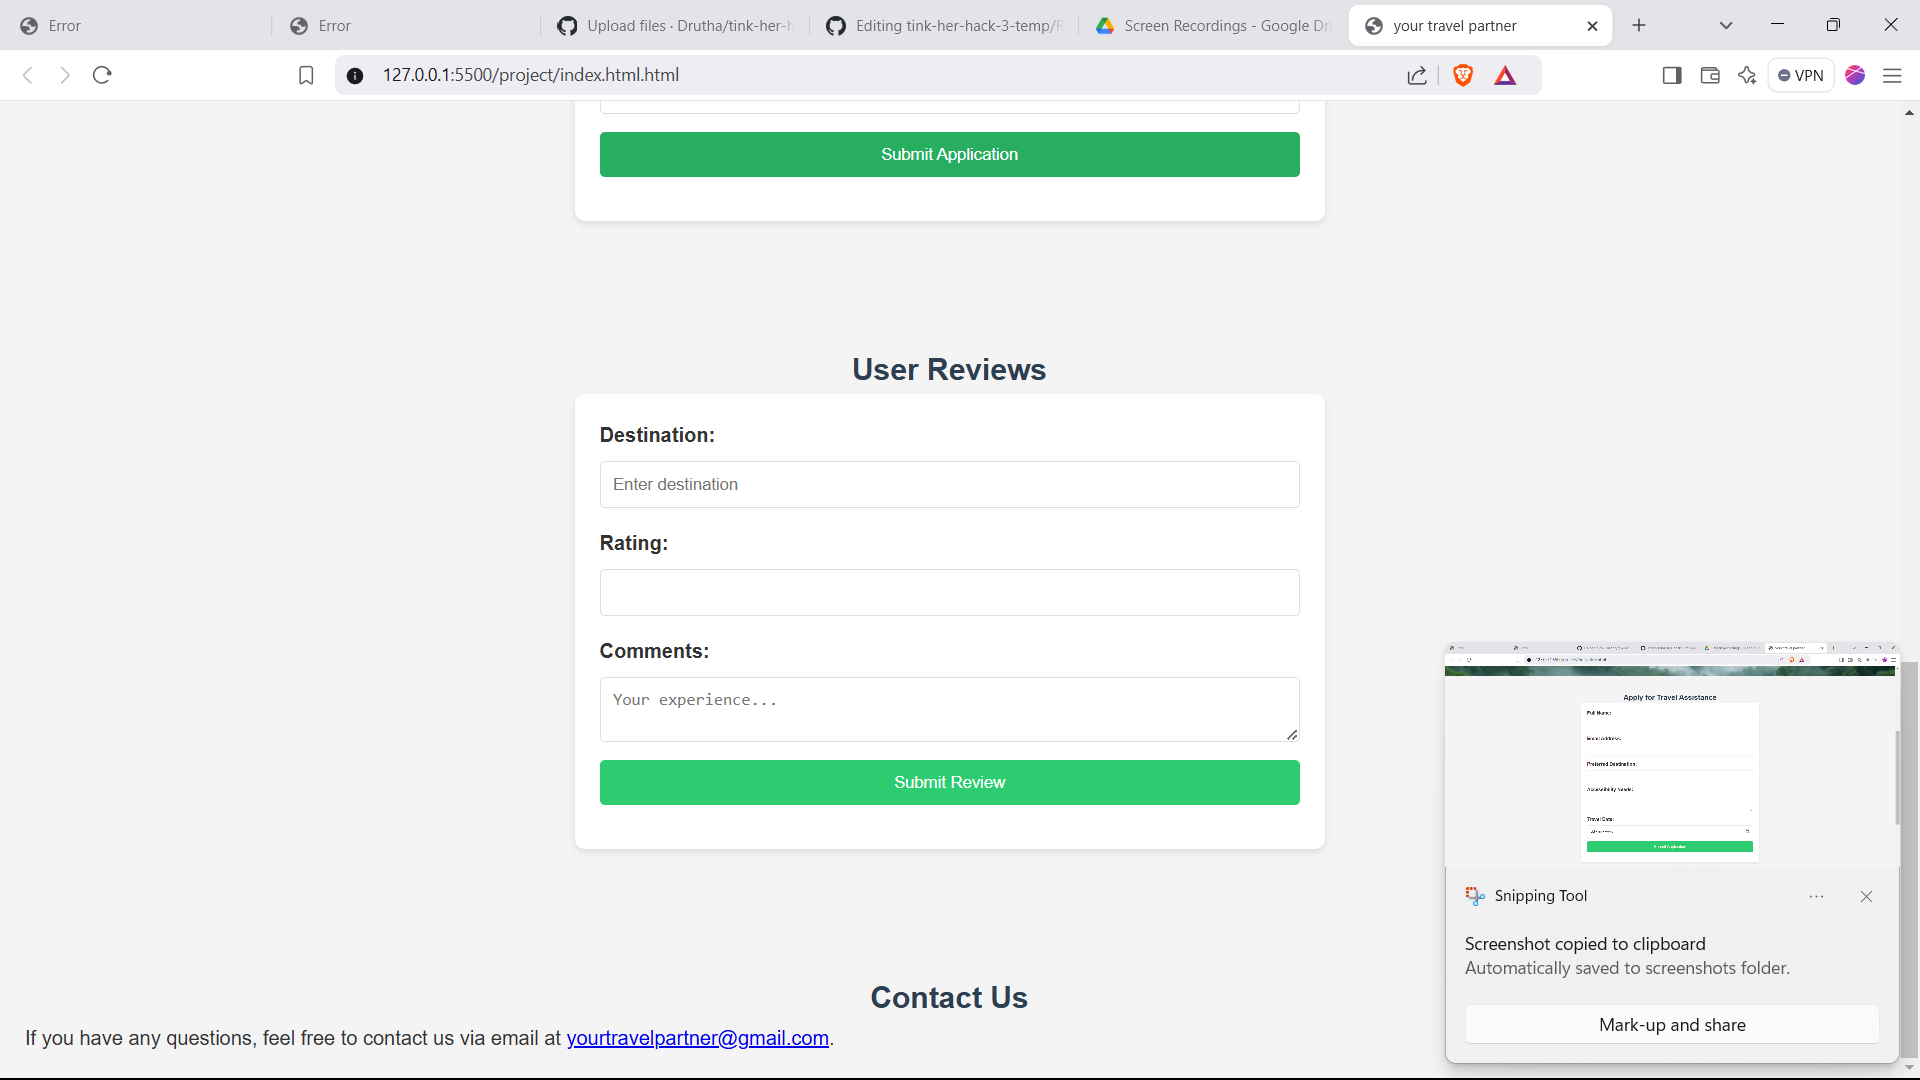 Error
Error
Upload files · Drutha/tink-her-h
Editing tink-her-hack-3-temp/R
Screen Recordings - Google Dri
your travel partner
127.0.0.1:5500/project/index.html.html
VPN
Submit Application
User Reviews
Destination:
Enter destination
Rating:
Comments:
Your experience...
Submit Review
Apply for Travel Assistance
Full Name:
Email Address:
Preferred Destination:
Accessibility Needs:
Travel Date:
Submit Application
Snipping Tool
Screenshot copied to clipboard
Automatically saved to screenshots folder.
Mark-up and share
Contact Us
If you have any questions, feel free to contact us via email at yourtravelpartner@gmail.com.